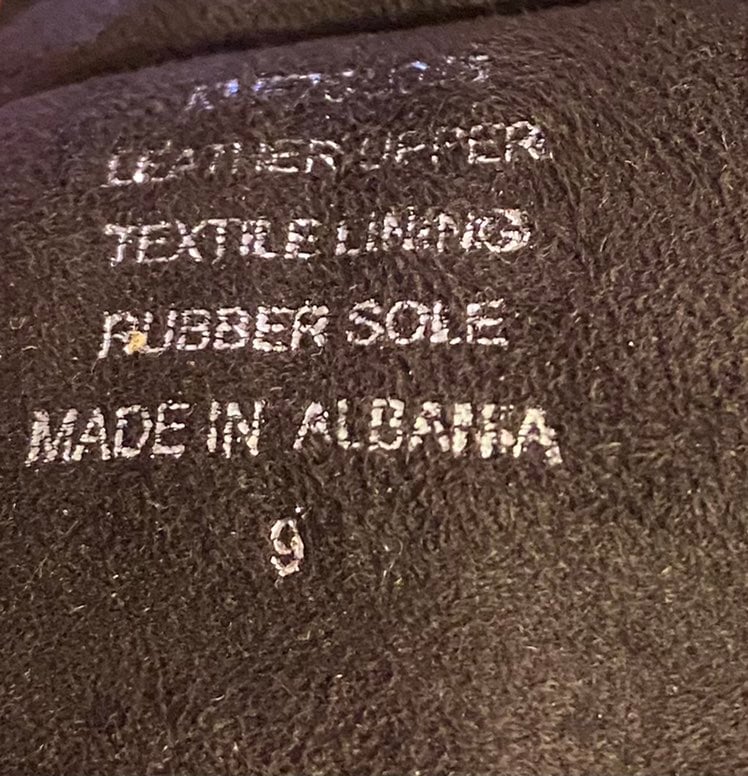 LEATHER UPPER
TEXTILE LINING
RUBBER SOLE
MADE IN ALBANIA
9